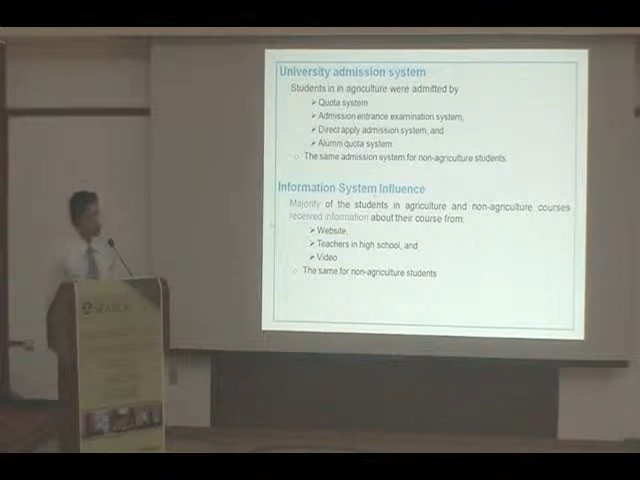 University admission system
Students in in agriculture were admitted by
➢ Quota system
➢ Admission entrance examination system,
➢ Direct apply admission system, and
➢ Alumni quota system
○ The same admission system for non-agriculture students
Information System Influence
Majority of the students in agriculture and non-agriculture courses
received information about their course from:
➢ Website,
➢ Teachers in high school, and
➢ Video
○ The same for non-agriculture students
SEARCA